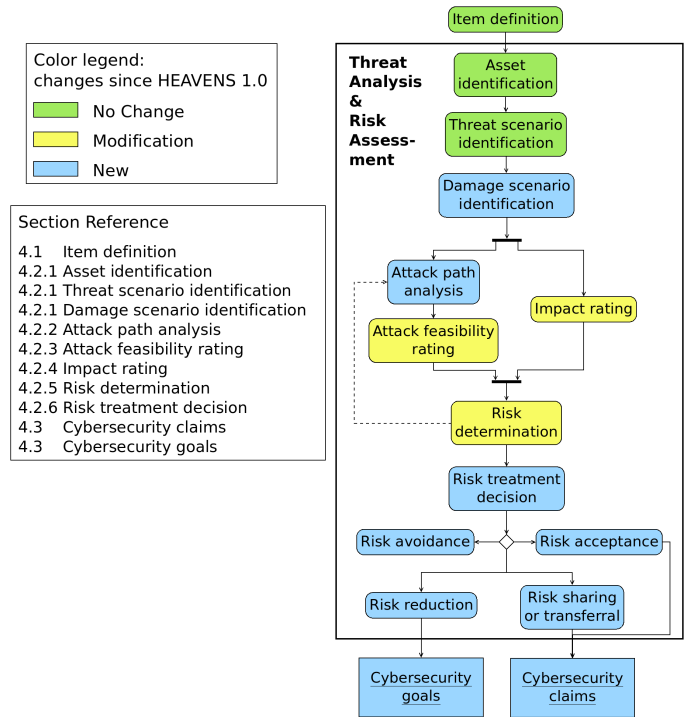 Item definition
Color legend:
changes since HEAVENS 1.0
No Change
Modification
New
Section Reference
4.1 Item definition
4.2.1 Asset identification
4.2.1 Threat scenario identification
4.2.1 Damage scenario identification
4.2.2 Attack path analysis
4.2.3 Attack feasibility rating
4.2.4 Impact rating
4.2.5 Risk determination
4.2.6 Risk treatment decision
4.3 Cybersecurity claims
4.3 Cybersecurity goals
Threat
Analysis
&
Risk
Assess-
ment
Asset
identification
Threat scenario
identification
Damage scenario
identification
Attack path
analysis
Impact rating
Attack feasibility
rating
Risk
determination
Risk treatment
decision
Risk avoidance
Risk acceptance
Risk reduction
Risk sharing
or transferral
Cybersecurity
goals
Cybersecurity
claims